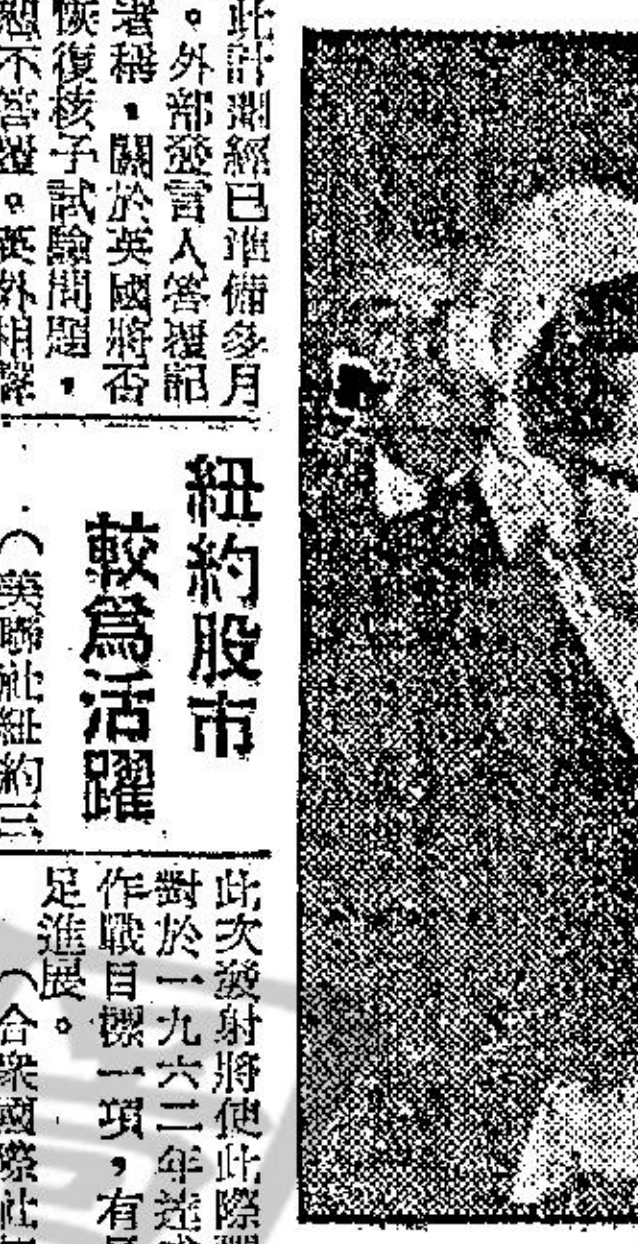 此計劃經已準備多月
。外部發言人答覆記
者稱，關於英國將否
恢復核子試驗問題，
不答覆。英外相
紐約股市
較爲活躍
（美聯社紐約三
此次發射將使此際
對於一九六二年達成
作戰目標一項，有
足進展。
（合衆國際社